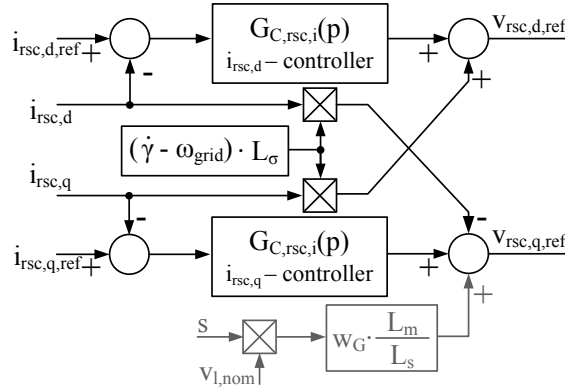 G_C,rsc,i(p)
v_rsc,d,ref
i_rsc,d,ref + + +
i_rsc,d – controller
- +
i_rsc,d
(γ̇ - ω_grid) · L_σ
i_rsc,q
- -
G_C,rsc,i(p)
v_rsc,q,ref
i_rsc,q,ref + + +
i_rsc,q – controller
+
s
w_G · L_m / L_s
v_l,nom